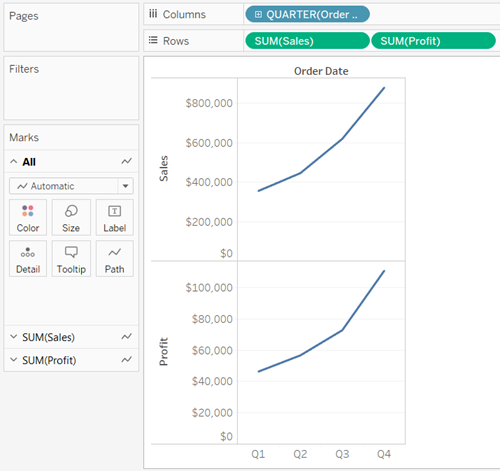 Pages
Columns
QUARTER(Order ..
Rows
SUM(Sales)
SUM(Profit)
Filters
Marks
All
Automatic
Color
Size
Label
Detail
Tooltip
Path
SUM(Sales)
SUM(Profit)
Order Date
Sales
$800,000
$600,000
$400,000
$200,000
$0
Profit
$100,000
$80,000
$60,000
$40,000
$20,000
$0
Q1 Q2 Q3 Q4